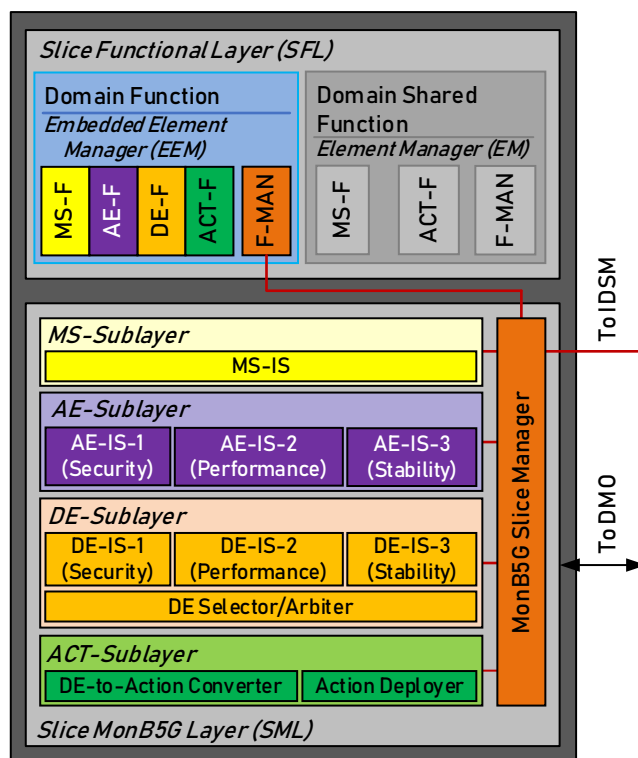 Slice Functional Layer (SFL)
Domain Function
Embedded Element
Manager (EEM)
MS-F
AE-F
DE-F
ACT-F
F-MAN
Domain Shared
Function
Element Manager (EM)
MS-F
ACT-F
F-MAN
To IDSM
MS-Sublayer
MS-IS
AE-Sublayer
AE-IS-1
(Security)
AE-IS-2
(Performance)
AE-IS-3
(Stability)
DE-Sublayer
DE-IS-1
(Security)
DE-IS-2
(Performance)
DE-IS-3
(Stability)
DE Selector/Arbiter
ACT-Sublayer
DE-to-Action Converter
Action Deployer
MonB5G Slice Manager
To DMO
Slice MonB5G Layer (SML)